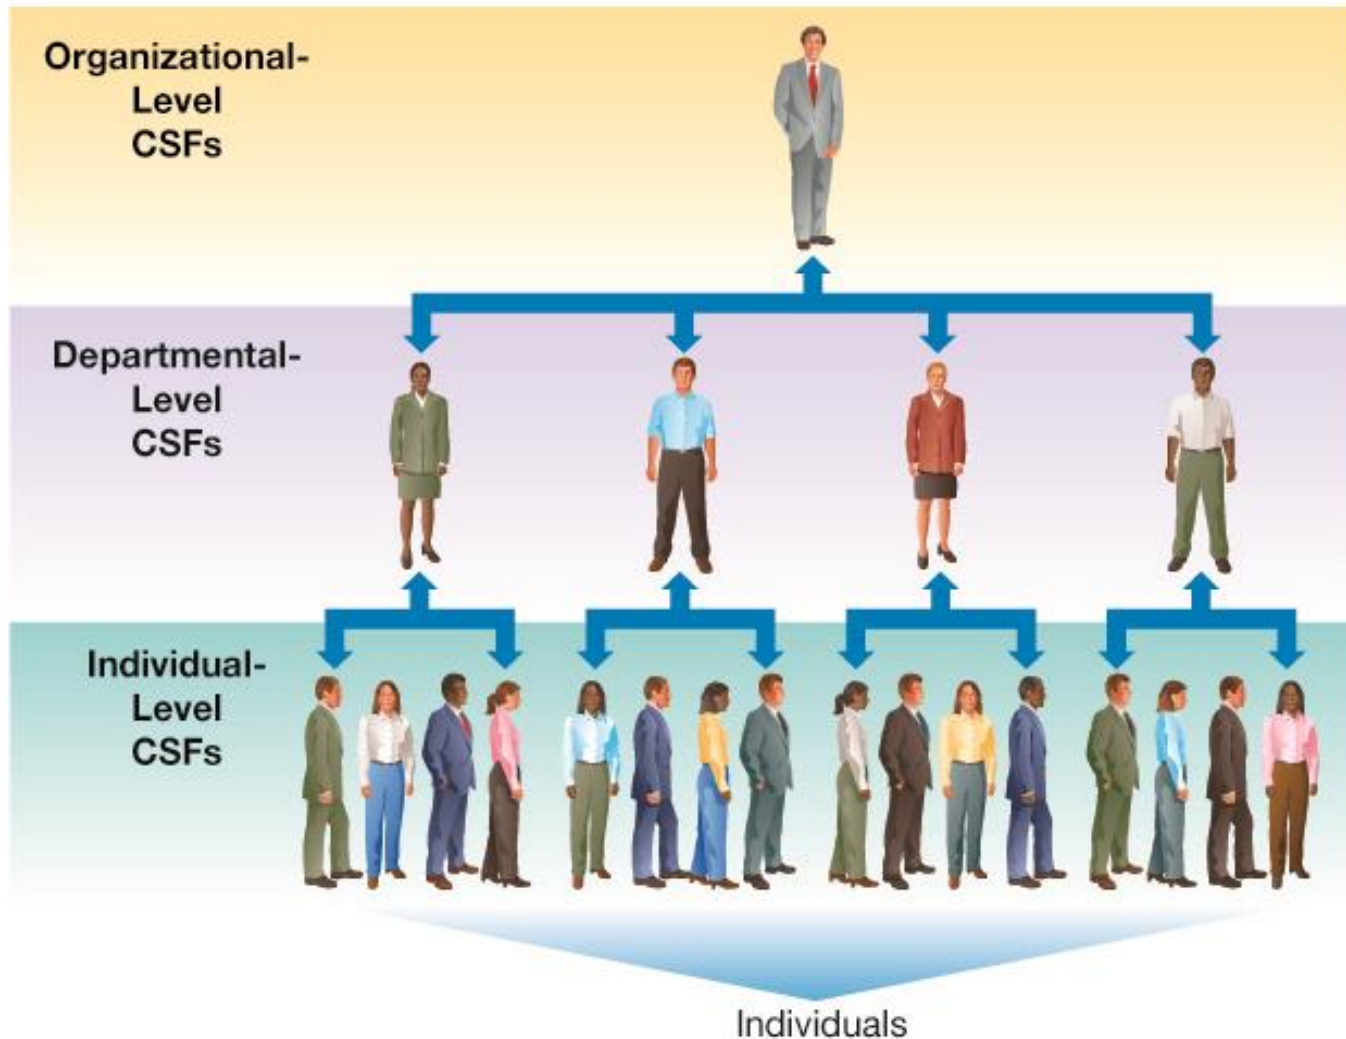 Organizational-
Level
CSFs
Departmental-
Level
CSFs
Individual-
Level
CSFs
Individuals